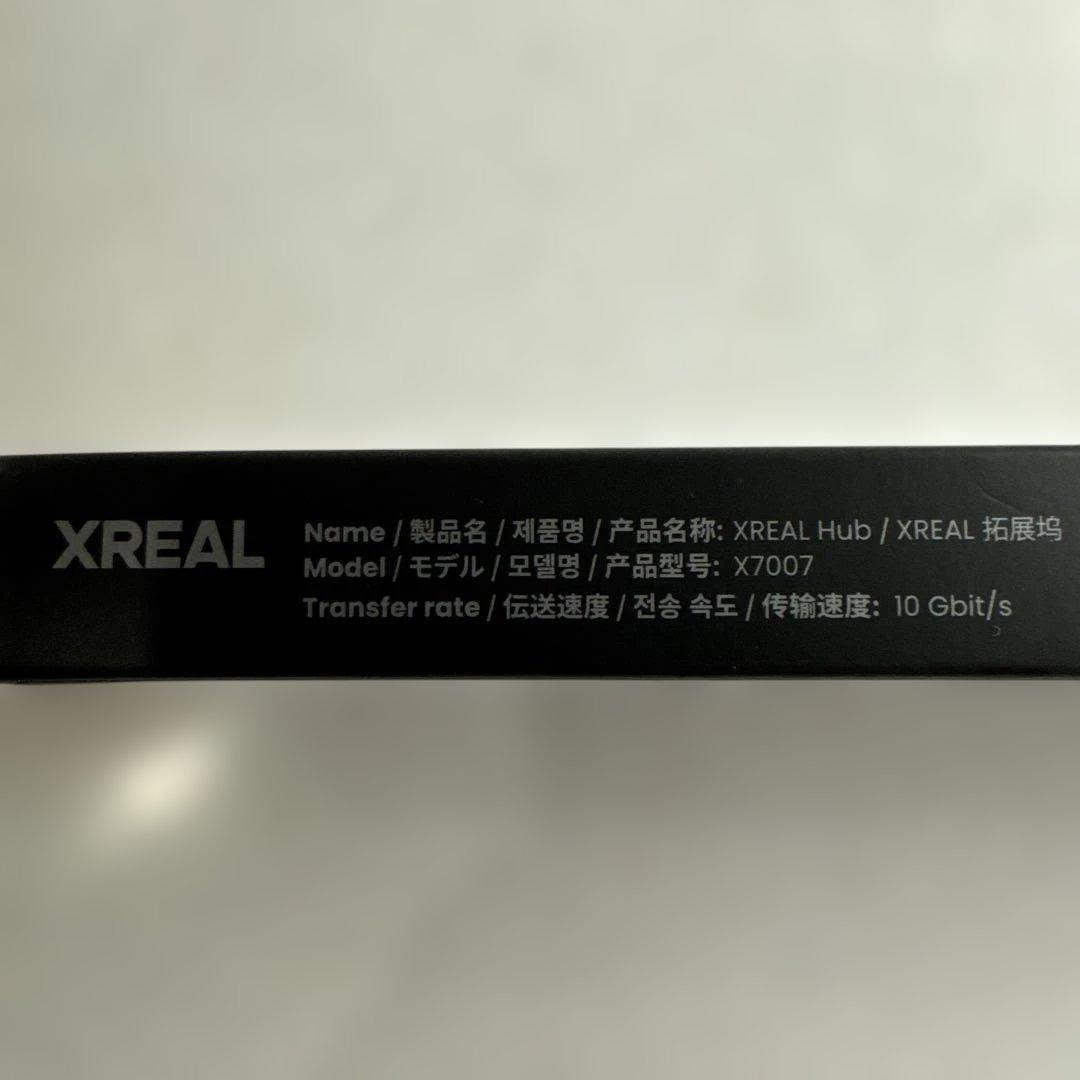 XREAL
Name / 製品名 / 제품명 / 产品名称: XREAL Hub / XREAL 拓展坞
Model / モデル / 모델명 / 产品型号: X7007
Transfer rate / 伝送速度 / 전송 속도 / 传输速度: 10 Gbit/s